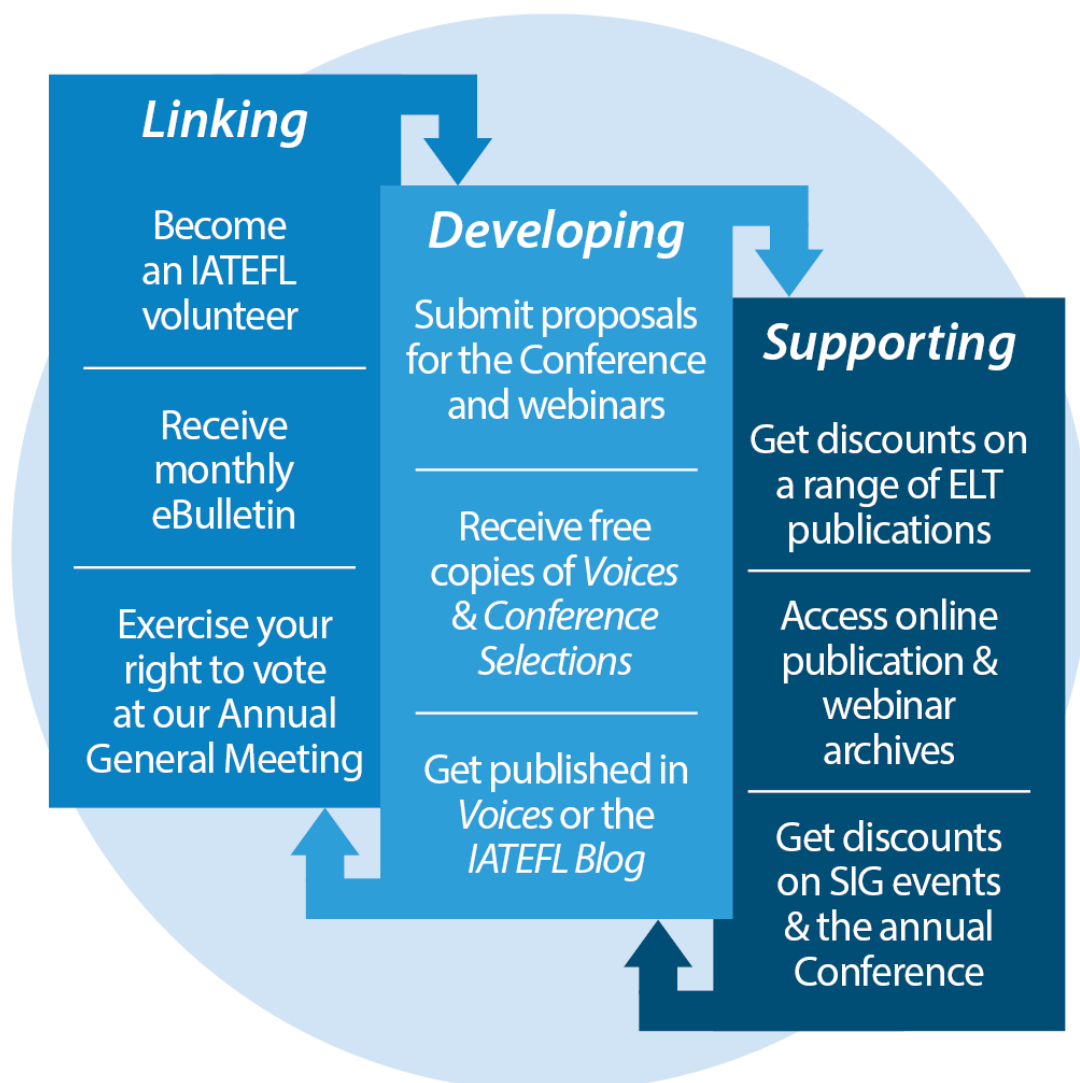 Linking
Become
an IATEFL
volunteer
Receive
monthly
eBulletin
Exercise your
right to vote
at our Annual
General Meeting
Developing
Submit proposals
for the Conference
and webinars
Receive free
copies of Voices
& Conference
Selections
Get published in
Voices or the
IATEFL Blog
Supporting
Get discounts on
a range of ELT
publications
Access online
publication &
webinar
archives
Get discounts
on SIG events
& the annual
Conference